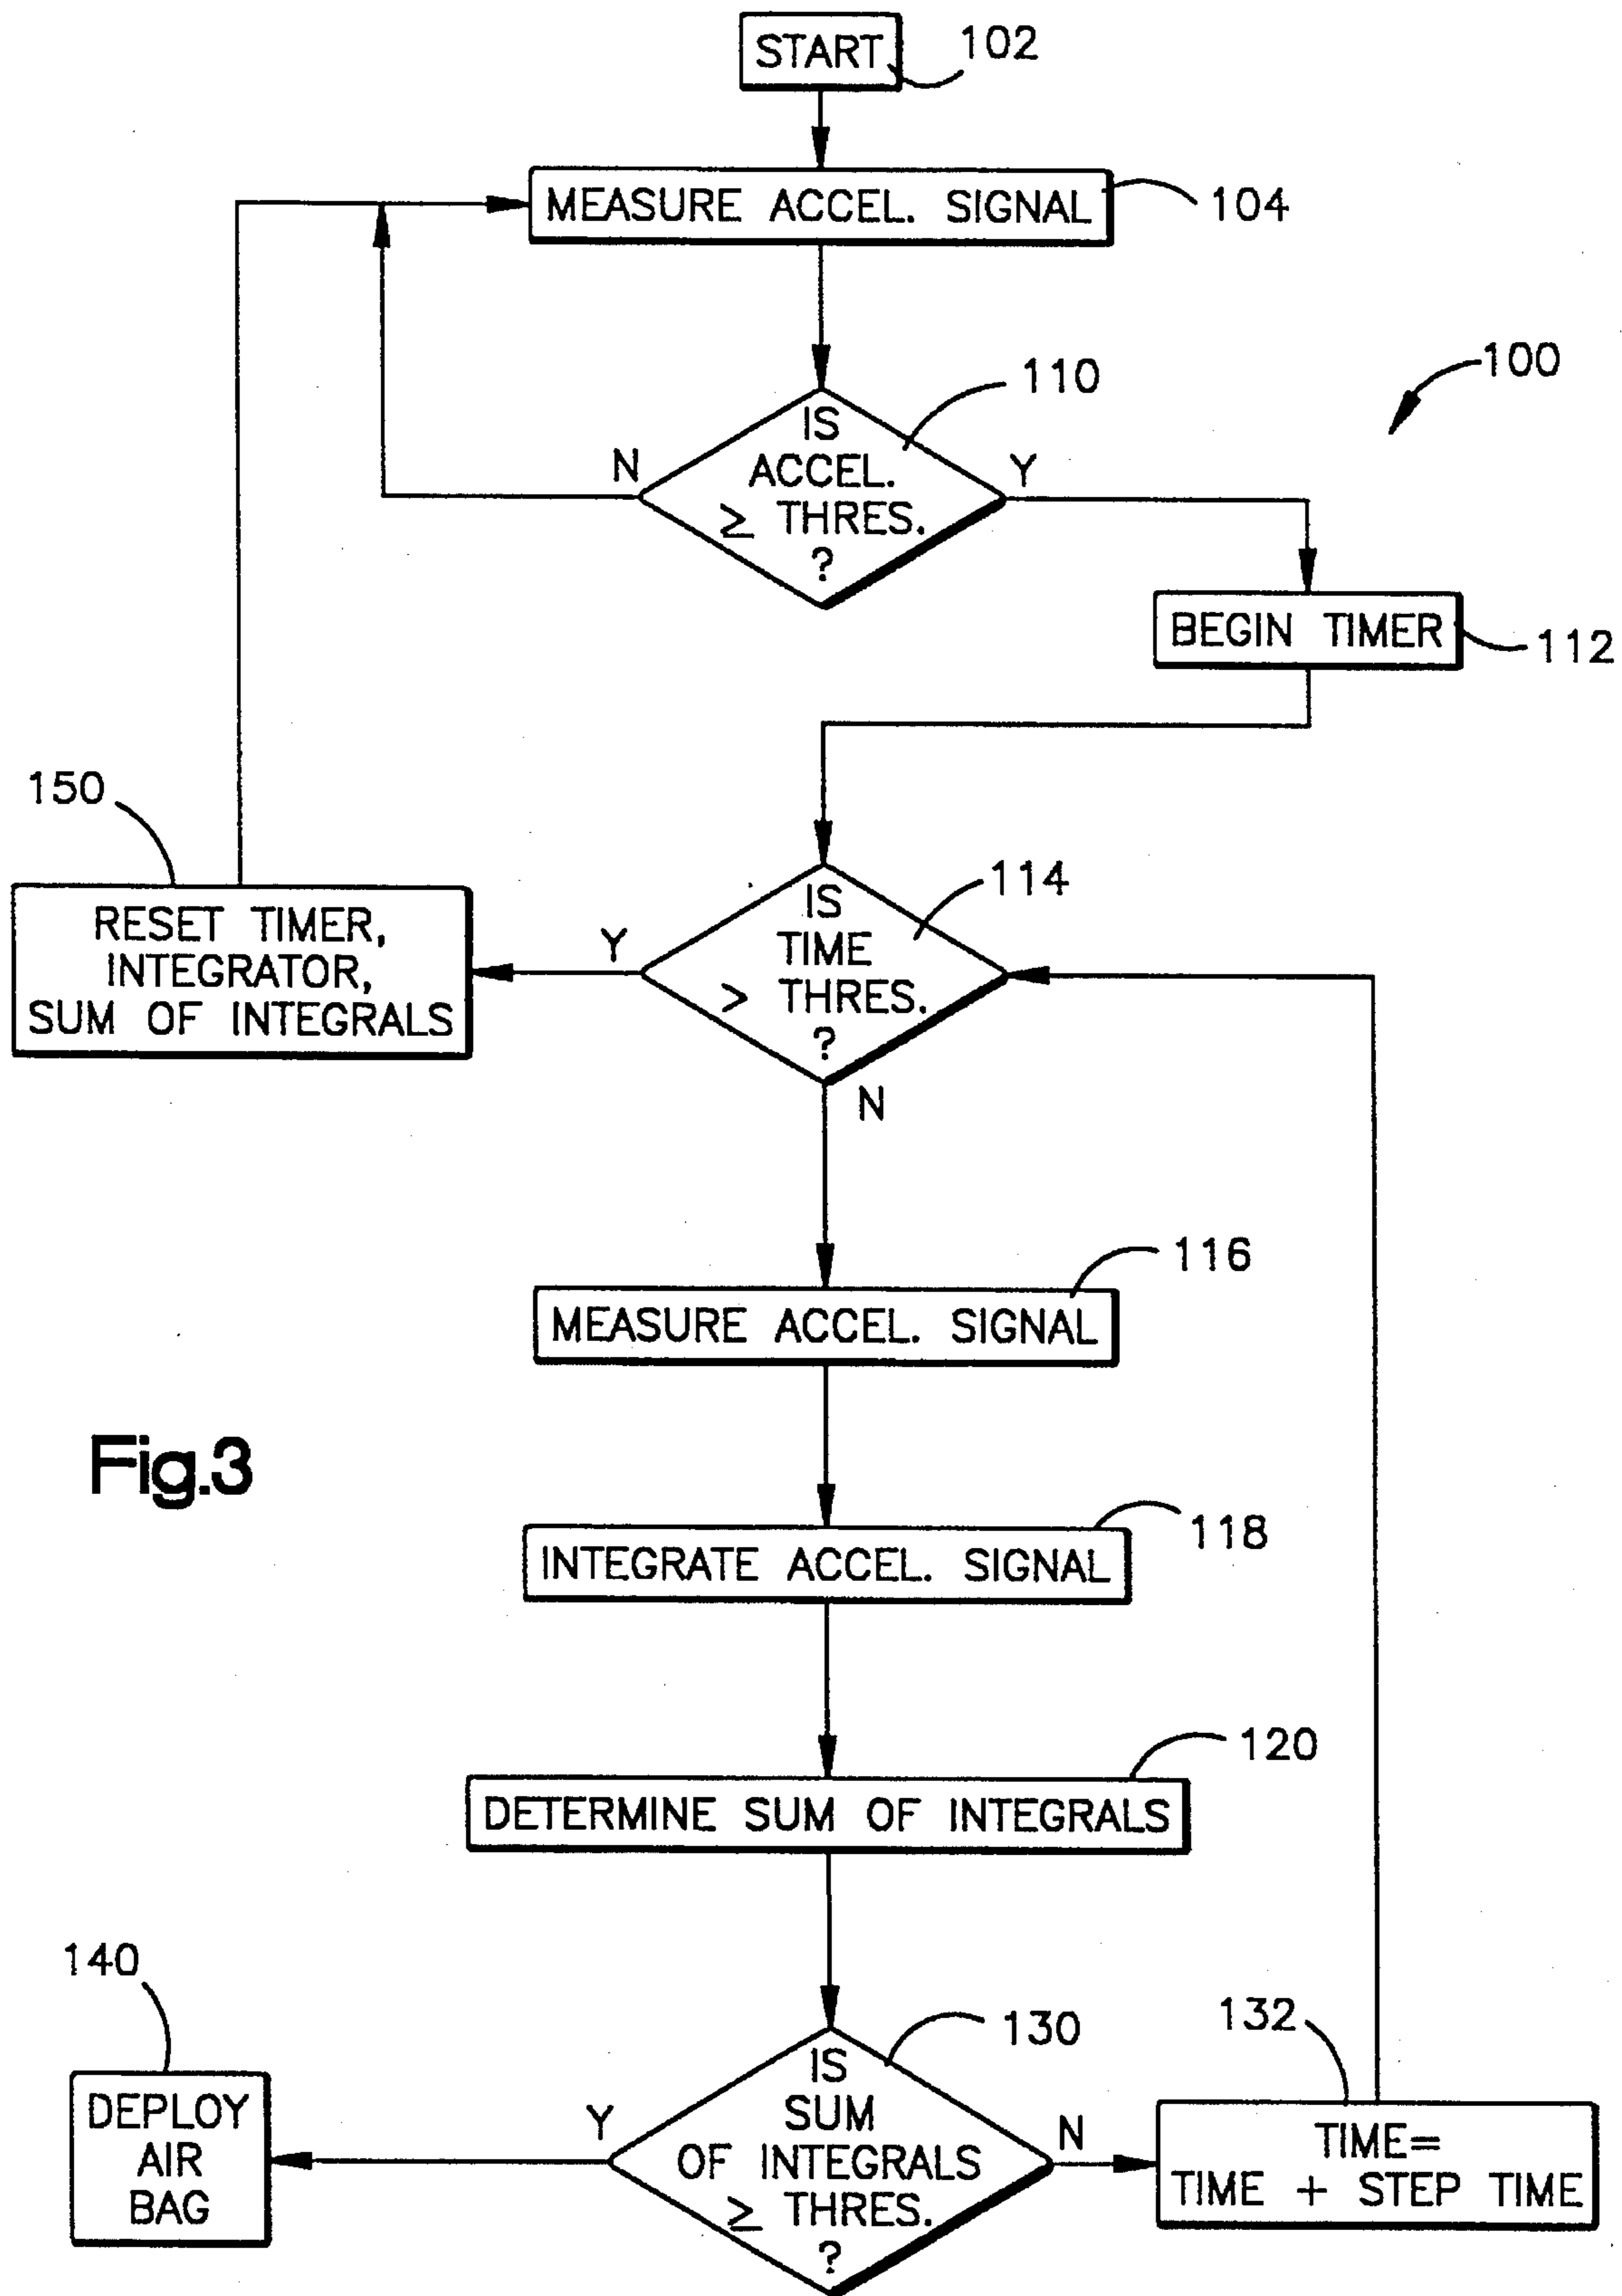 START
102
MEASURE ACCEL. SIGNAL
104
100
110
IS
ACCEL.
≥ THRES.
?
N
Y
BEGIN TIMER
112
150
RESET TIMER,
INTEGRATOR,
SUM OF INTEGRALS
114
IS
TIME
> THRES.
?
Y
N
116
MEASURE ACCEL. SIGNAL
Fig.3
118
INTEGRATE ACCEL. SIGNAL
120
DETERMINE SUM OF INTEGRALS
140
DEPLOY
AIR
BAG
130
IS
SUM
OF INTEGRALS
≥ THRES.
?
Y
N
132
TIME=
TIME + STEP TIME